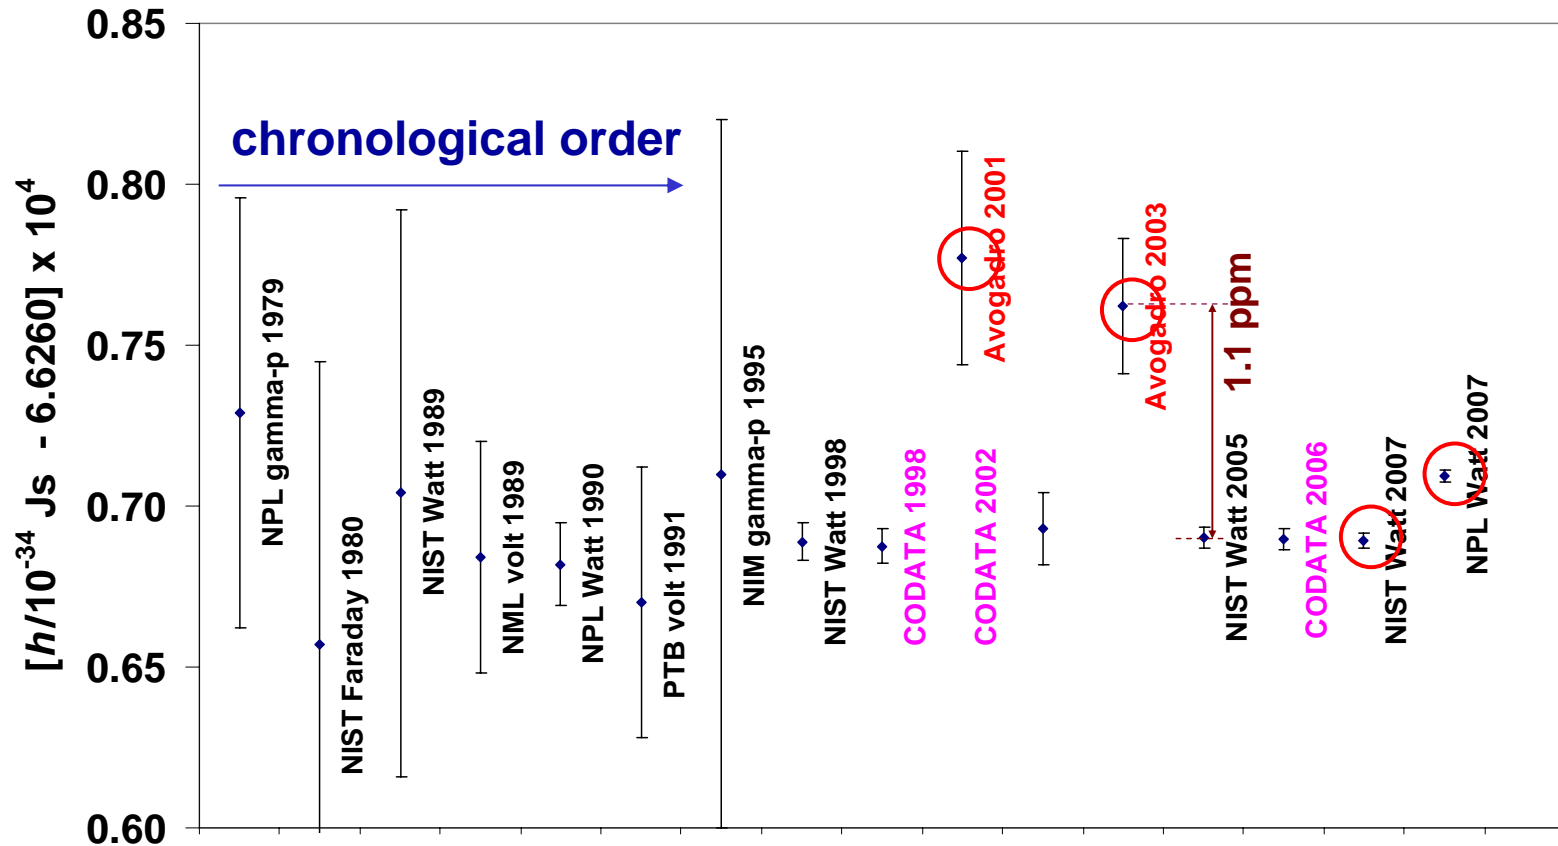 [h/10⁻³⁴ Js - 6.6260] x 10⁴
0.85
0.80
0.75
0.70
0.65
0.60
chronological order
NPL gamma-p 1979
NIST Faraday 1980
NIST Watt 1989
NML volt 1989
NPL Watt 1990
PTB volt 1991
NIM gamma-p 1995
NIST Watt 1998
CODATA 1998
Avogadro 2001
CODATA 2002
Avogadro 2003
1.1 ppm
NIST Watt 2005
CODATA 2006
NIST Watt 2007
NPL Watt 2007